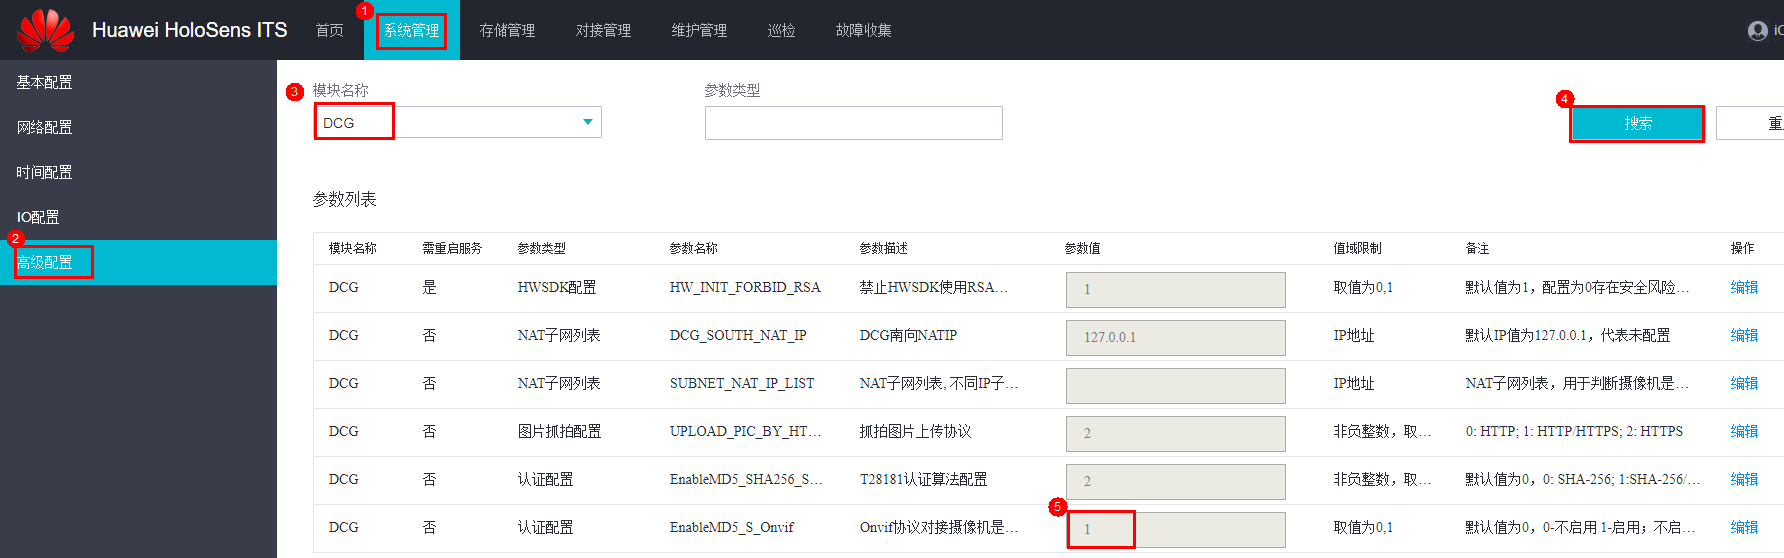 Huawei HoloSens ITS 首页 1 系统管理 存储管理 对接管理 维护管理 巡检 故障收集
基本配置
网络配置
时间配置
IO配置
2 高级配置
3 模块名称 参数类型
DCG 4 搜索
参数列表
模块名称 需重启服务 参数类型 参数名称 参数描述 参数值 值域限制 备注 操作
DCG 是 HWSDK配置 HW_INIT_FORBID_RSA 禁止HWSDK使用RSA... 1 取值为0,1 默认值为1，配置为0存在安全风险... 编辑
DCG 否 NAT子网列表 DCG_SOUTH_NAT_IP DCG南向NATIP 127.0.0.1 IP地址 默认IP值为127.0.0.1，代表未配置 编辑
DCG 否 NAT子网列表 SUBNET_NAT_IP_LIST NAT子网列表, 不同IP子... IP地址 NAT子网列表，用于判断摄像机是... 编辑
DCG 否 图片抓拍配置 UPLOAD_PIC_BY_HT... 抓拍图片上传协议 2 非负整数，取... 0: HTTP; 1: HTTP/HTTPS; 2: HTTPS 编辑
DCG 否 认证配置 EnableMD5_SHA256_S... T28181认证算法配置 2 非负整数，取... 默认值为0，0: SHA-256; 1:SHA-256/... 编辑
DCG 否 认证配置 EnableMD5_S_Onvif Onvif协议对接摄像机是... 5 1 取值为0,1 默认值为0，0-不启用 1-启用；不启... 编辑